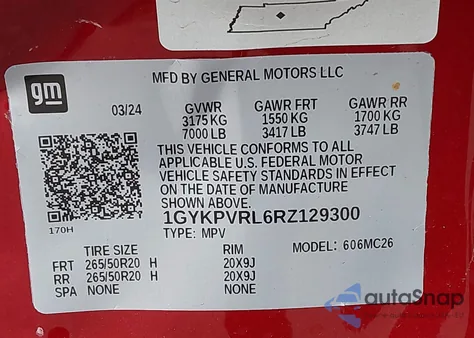 gm
MFD BY GENERAL MOTORS LLC
03/24 GVWR GAWR FRT GAWR RR
3175 KG 1550 KG 1700 KG
7000 LB 3417 LB 3747 LB
THIS VEHICLE CONFORMS TO ALL
APPLICABLE U.S. FEDERAL MOTOR
VEHICLE SAFETY STANDARDS IN EFFECT
ON THE DATE OF MANUFACTURE
SHOWN ABOVE.
1GYKPVRL6RZ129300
170H
TYPE: MPV MODEL: 606MC26
TIRE SIZE RIM
FRT 265/50R20 H 20X9J
RR 265/50R20 H 20X9J
SPA NONE NONE
autoSnap